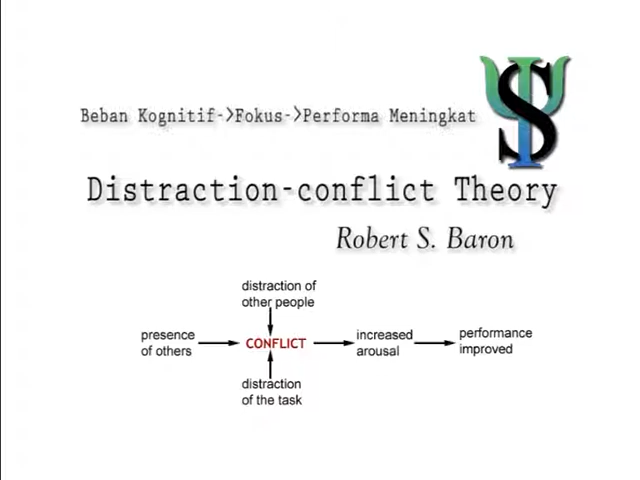 Beban Kognitif->Fokus->Performa Meningkat
ΨS
Distraction-conflict Theory
Robert S. Baron
distraction of
other people
presence
of others
CONFLICT
increased
arousal
performance
improved
distraction
of the task